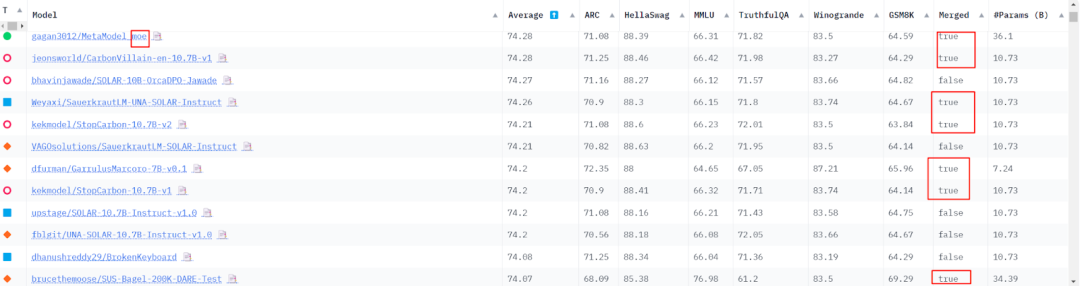 T Model Average ARC HellaSwag MMLU TruthfulQA Winogrande GSM8K Merged #Params (B)
gagan3012/MetaModel_moe 74.28 71.08 88.39 66.31 71.82 83.5 64.59 true 36.1
jeonsworld/CarbonVillain-en-10.7B-v1 74.28 71.25 88.46 66.42 71.98 83.27 64.29 true 10.73
bhavinjawade/SOLAR-10B-OrcaDPO-Jawade 74.27 71.16 88.27 66.12 71.57 83.66 64.82 false 10.73
Weyaxi/SauerkrautLM-UNA-SOLAR-Instruct 74.26 70.9 88.3 66.15 71.8 83.74 64.67 true 10.73
kekmodel/StopCarbon-10.7B-v2 74.21 71.08 88.6 66.23 72.01 83.5 63.84 true 10.73
VAGOsolutions/SauerkrautLM-SOLAR-Instruct 74.21 70.82 88.63 66.2 71.95 83.5 64.14 false 10.73
dfurman/GarrulusMarcoro-7B-v0.1 74.2 72.35 88 64.65 67.05 87.21 65.96 true 7.24
kekmodel/StopCarbon-10.7B-v1 74.2 70.9 88.41 66.32 71.71 83.74 64.14 true 10.73
upstage/SOLAR-10.7B-Instruct-v1.0 74.2 71.08 88.16 66.21 71.43 83.58 64.75 false 10.73
fblgit/UNA-SOLAR-10.7B-Instruct-v1.0 74.2 70.56 88.18 66.08 72.05 83.66 64.67 false 10.73
dhanushreddy29/BrokenKeyboard 74.08 71.25 88.34 66.04 71.36 83.19 64.29 false 10.73
brucethemoose/SUS-Bagel-200K-DARE-Test 74.07 68.09 85.38 76.98 61.2 83.5 69.29 true 34.39